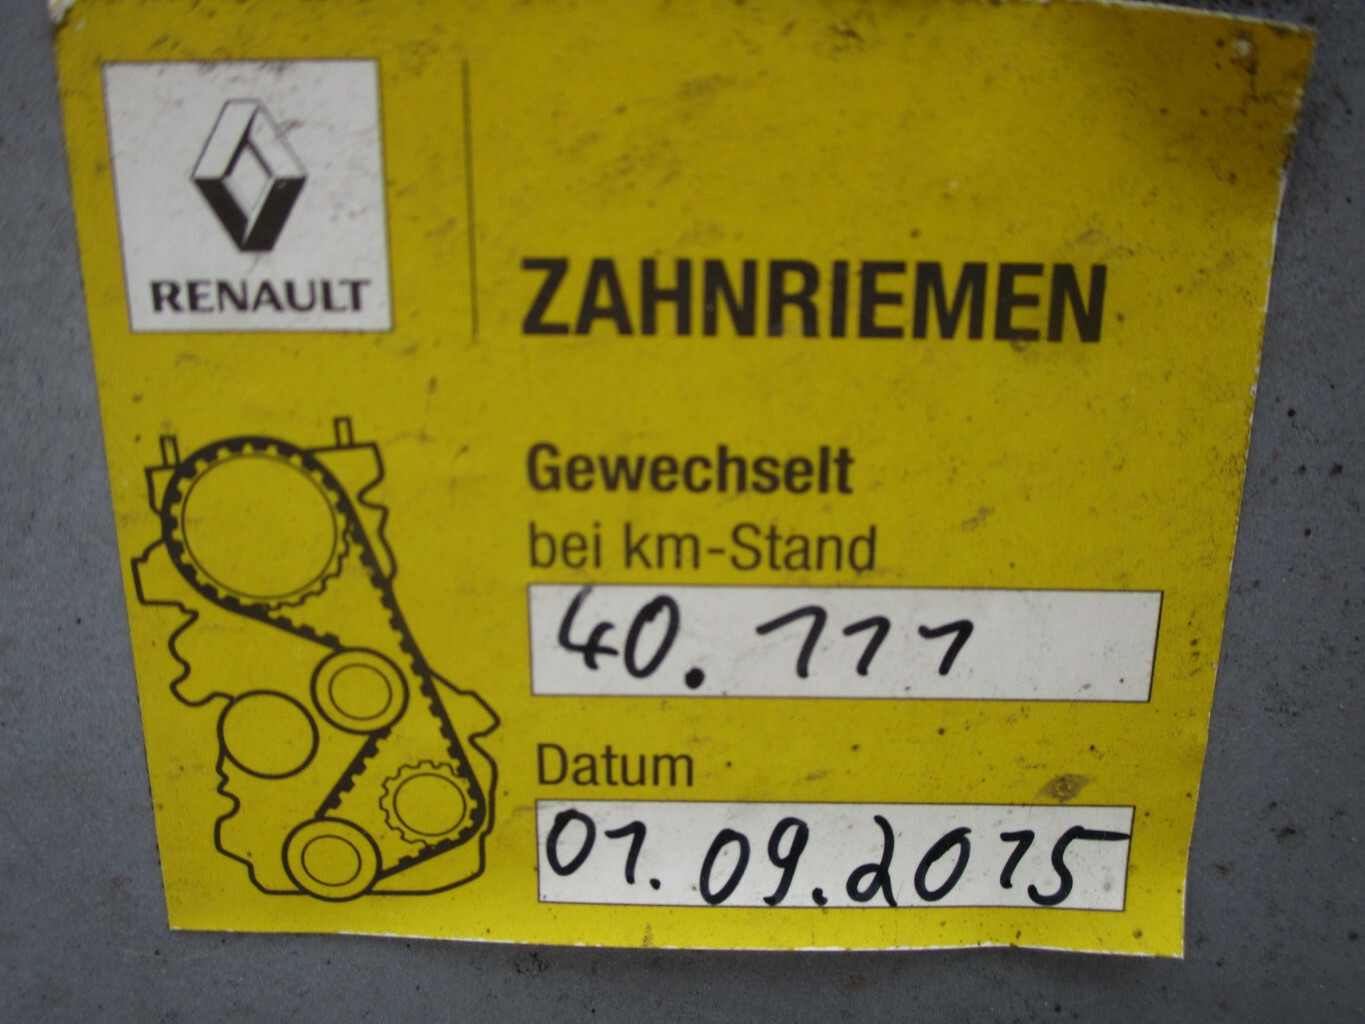 RENAULT
ZAHNRIEMEN
Gewechselt
bei km-Stand
40.111
Datum
01.09.2015